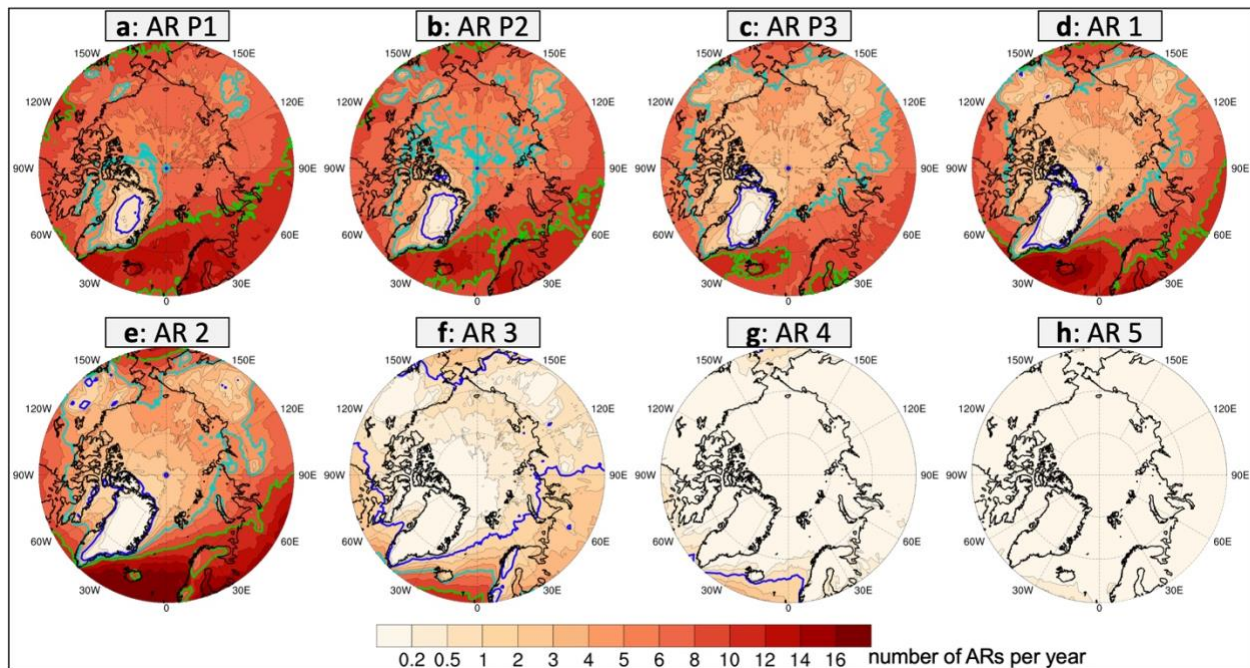 a: AR P1
b: AR P2
c: AR P3
d: AR 1
150W 150E 150W 150E 150W 150E 150W 150E
120W 120E 120W 120E 120W 120E 120W 120E
90W 90E 90W 90E 90W 90E 90W 90E
60W 60E 60W 60E 60W 60E 60W 60E
30W 30E 30W 30E 30W 30E 30W 30E
0 0 0 0
e: AR 2
f: AR 3
g: AR 4
h: AR 5
150W 150E 150W 150E 150W 150E 150W 150E
120W 120E 120W 120E 120W 120E 120W 120E
90W 90E 90W 90E 90W 90E 90W 90E
60W 60E 60W 60E 60W 60E 60W 60E
30W 30E 30W 30E 30W 30E 30W 30E
0 0 0 0
0.2 0.5 1 2 3 4 6 8 10 12 14 16 number of ARs per year